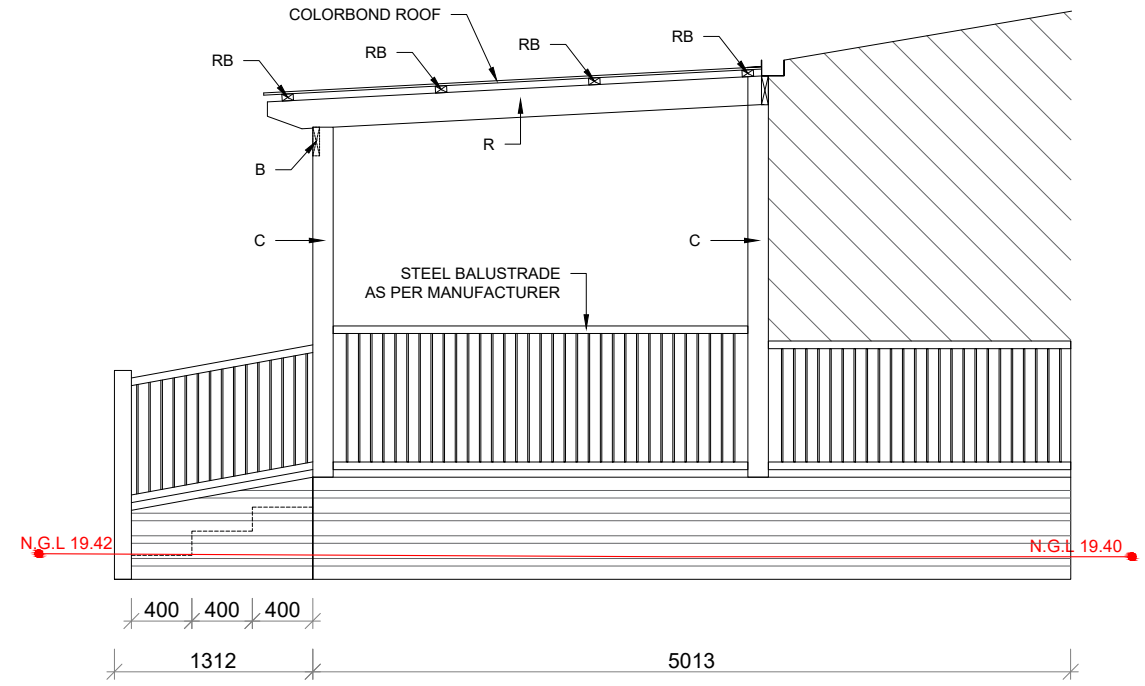 COLORBOND ROOF
RB
RB
RB
RB
R
B
C
C
STEEL BALUSTRADE
AS PER MANUFACTURER
N.G.L 19.42
N.G.L 19.40
400
400
400
1312
5013